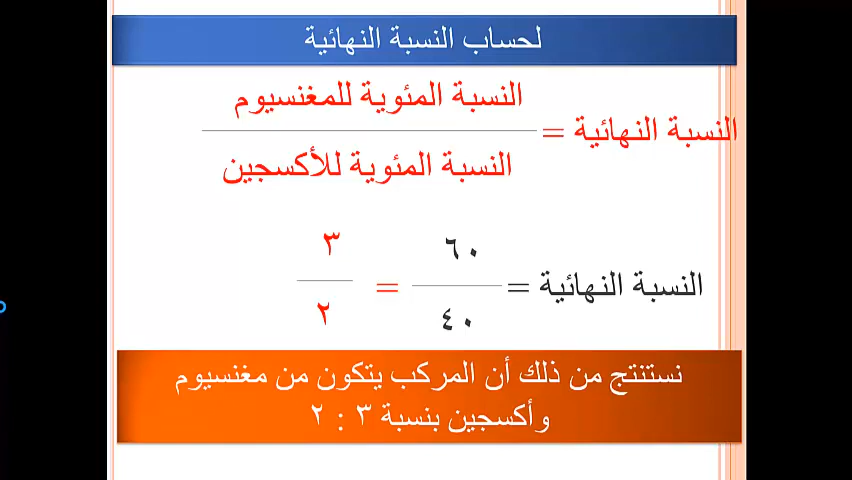 لحساب النسبة النهائية
النسبة المئوية للمغنسيوم
النسبة النهائية =
النسبة المئوية للأكسجين
٦٠ ٣
النسبة النهائية = =
٤٠ ٢
نستنتج من ذلك أن المركب يتكون من مغنسيوم
وأكسجين بنسبة ٣ : ٢